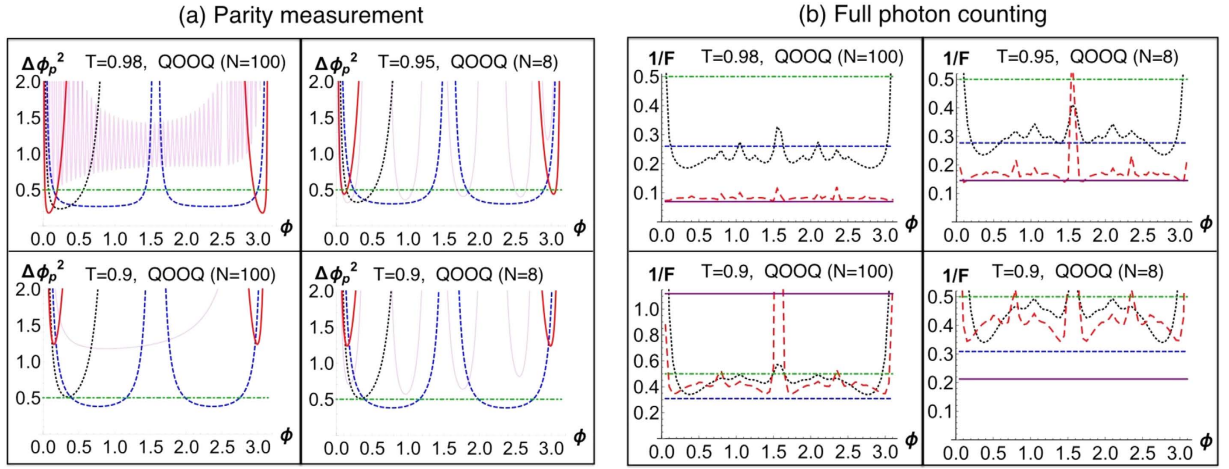 (a) Parity measurement
(b) Full photon counting
Δϕp² T=0.98, QOOQ (N=100)
2.0
1.5
1.0
0.5
0.0 0.5 1.0 1.5 2.0 2.5 3.0 ϕ
Δϕp² T=0.95, QOOQ (N=8)
2.0
1.5
1.0
0.5
0.0 0.5 1.0 1.5 2.0 2.5 3.0 ϕ
Δϕp² T=0.9, QOOQ (N=100)
2.0
1.5
1.0
0.5
0.0 0.5 1.0 1.5 2.0 2.5 3.0 ϕ
Δϕp² T=0.9, QOOQ (N=8)
2.0
1.5
1.0
0.5
0.0 0.5 1.0 1.5 2.0 2.5 3.0 ϕ
1/F T=0.98, QOOQ (N=100)
0.5
0.4
0.3
0.2
0.1
0.0 0.5 1.0 1.5 2.0 2.5 3.0 ϕ
1/F T=0.95, QOOQ (N=8)
0.5
0.4
0.3
0.2
0.1
0.0 0.5 1.0 1.5 2.0 2.5 3.0 ϕ
1/F T=0.9, QOOQ (N=100)
1.0
0.8
0.6
0.4
0.2
0.0 0.5 1.0 1.5 2.0 2.5 3.0 ϕ
1/F T=0.9, QOOQ (N=8)
0.5
0.4
0.3
0.2
0.1
0.0 0.5 1.0 1.5 2.0 2.5 3.0 ϕ